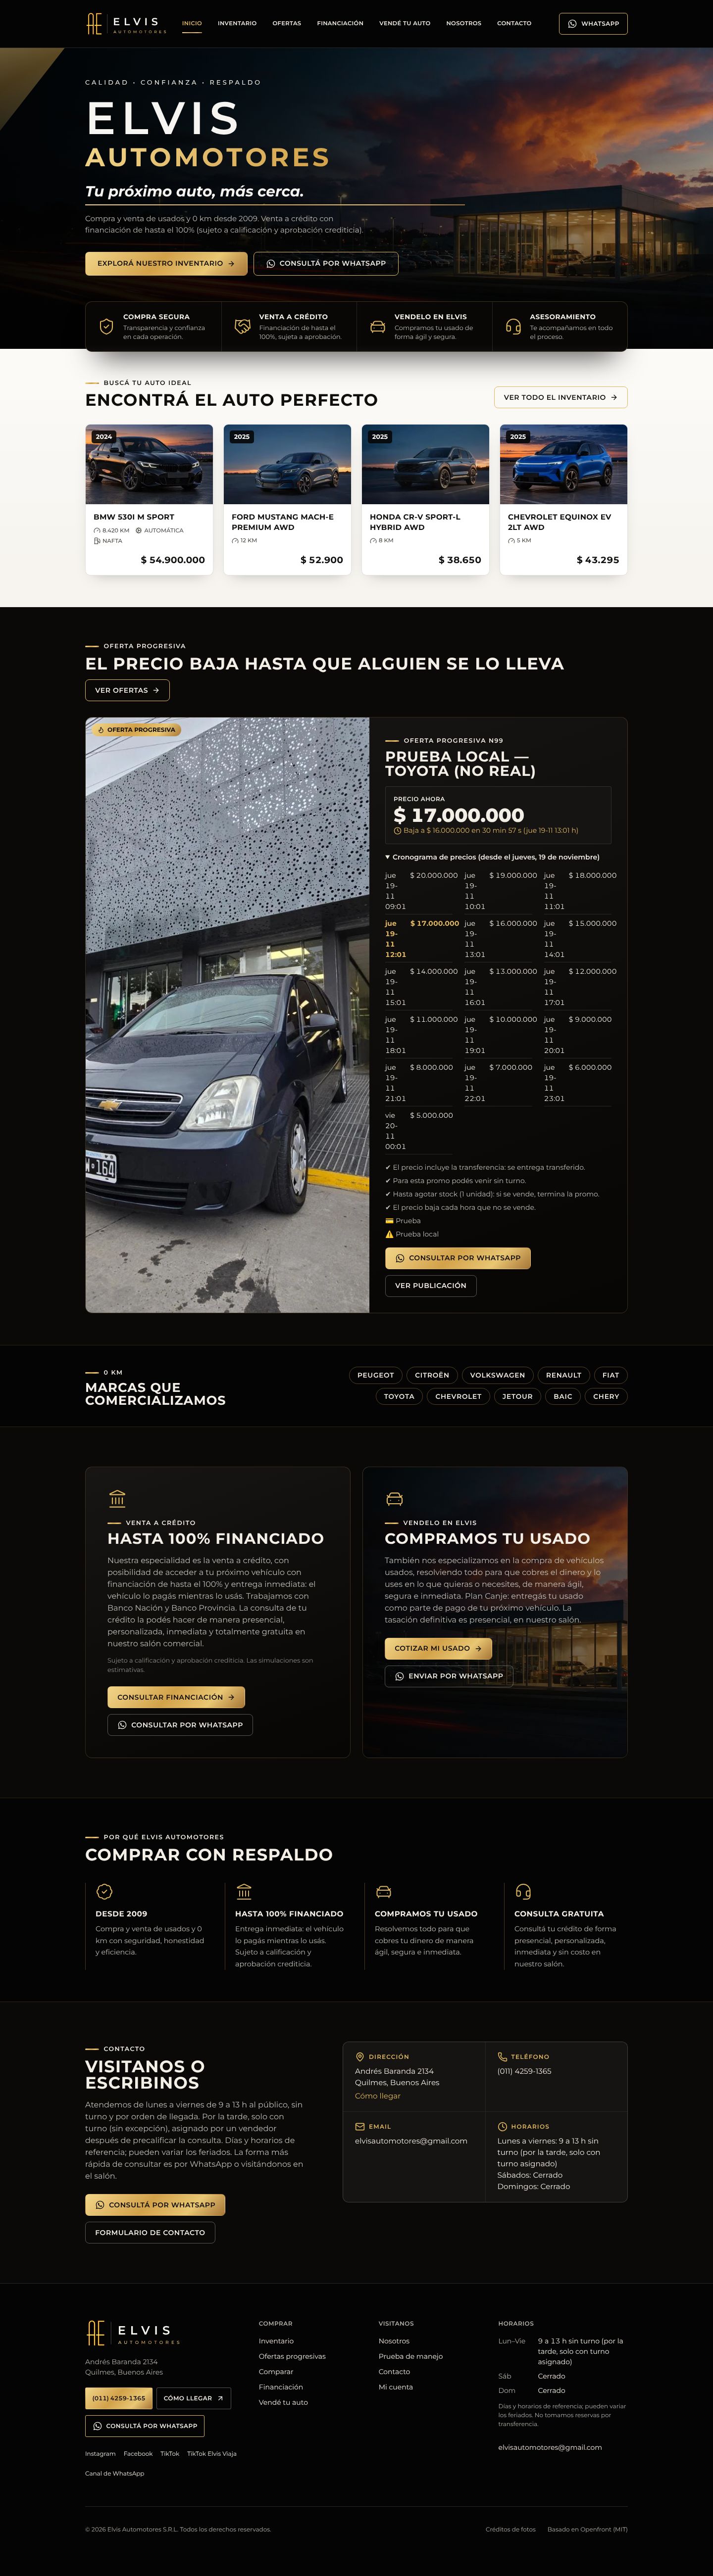 ELVIS
AUTOMOTORES
INICIO
INVENTARIO
OFERTAS
FINANCIACIÓN
VENDÉ TU AUTO
NOSOTROS
CONTACTO
WHATSAPP
CALIDAD • CONFIANZA • RESPALDO
ELVIS
AUTOMOTORES
Tu próximo auto, más cerca.
Compra y venta de usados y 0 km desde 2009. Venta a crédito con
financiación de hasta el 100% (sujeto a calificación y aprobación crediticia).
EXPLORÁ NUESTRO INVENTARIO →
CONSULTÁ POR WHATSAPP
COMPRA SEGURA
Transparencia y confianza
en cada operación.
VENTA A CRÉDITO
Financiación de hasta el
100%, sujeta a aprobación.
VENDELO EN ELVIS
Compramos tu usado de
forma ágil y segura.
ASESORAMIENTO
Te acompañamos en todo
el proceso.
BUSCÁ TU AUTO IDEAL
ENCONTRÁ EL AUTO PERFECTO
VER TODO EL INVENTARIO →
2024
BMW 530I M SPORT
8.420 KM
AUTOMÁTICA
NAFTA
$ 54.900.000
2025
FORD MUSTANG MACH-E
PREMIUM AWD
12 KM
$ 52.900
2025
HONDA CR-V SPORT-L
HYBRID AWD
8 KM
$ 38.650
2025
CHEVROLET EQUINOX EV
2LT AWD
5 KM
$ 43.295
OFERTA PROGRESIVA
EL PRECIO BAJA HASTA QUE ALGUIEN SE LO LLEVA
VER OFERTAS →
OFERTA PROGRESIVA
W·164
OFERTA PROGRESIVA N99
PRUEBA LOCAL —
TOYOTA (NO REAL)
PRECIO AHORA
$ 17.000.000
Baja a $ 16.000.000 en 30 min 57 s (jue 19-11 13:01 h)
▼ Cronograma de precios (desde el jueves, 19 de noviembre)
jue 19-11 09:01 $ 20.000.000
jue 19-11 10:01 $ 19.000.000
jue 19-11 11:01 $ 18.000.000
jue 19-11 12:01 $ 17.000.000
jue 19-11 13:01 $ 16.000.000
jue 19-11 14:01 $ 15.000.000
jue 19-11 15:01 $ 14.000.000
jue 19-11 16:01 $ 13.000.000
jue 19-11 17:01 $ 12.000.000
jue 19-11 18:01 $ 11.000.000
jue 19-11 19:01 $ 10.000.000
jue 19-11 20:01 $ 9.000.000
jue 19-11 21:01 $ 8.000.000
jue 19-11 22:01 $ 7.000.000
jue 19-11 23:01 $ 6.000.000
vie 20-11 00:01 $ 5.000.000
✔ El precio incluye la transferencia: se entrega transferido.
✔ Para esta promo podés venir sin turno.
✔ Hasta agotar stock (1 unidad): si se vende, termina la promo.
✔ El precio baja cada hora que no se vende.
💳 Prueba
⚠️ Prueba local
CONSULTAR POR WHATSAPP
VER PUBLICACIÓN
0 KM
MARCAS QUE
COMERCIALIZAMOS
PEUGEOT
CITROËN
VOLKSWAGEN
RENAULT
FIAT
TOYOTA
CHEVROLET
JETOUR
BAIC
CHERY
VENTA A CRÉDITO
HASTA 100% FINANCIADO
Nuestra especialidad es la venta a crédito, con
posibilidad de acceder a tu próximo vehículo con
financiación de hasta el 100% y entrega inmediata: el
vehículo lo pagás mientras lo usás. Trabajamos con
Banco Nación y Banco Provincia. La consulta de tu
crédito la podés hacer de manera presencial,
personalizada, inmediata y totalmente gratuita en
nuestro salón comercial.
Sujeto a calificación y aprobación crediticia. Las simulaciones son
estimativas.
CONSULTAR FINANCIACIÓN →
CONSULTAR POR WHATSAPP
VENDELO EN ELVIS
COMPRAMOS TU USADO
También nos especializamos en la compra de vehículos
usados, resolviendo todo para que cobres el dinero y lo
uses en lo que quieras o necesites, de manera ágil,
segura e inmediata. Plan Canje: entregás tu usado
como parte de pago de tu próximo vehículo. La
tasación definitiva es presencial, en nuestro salón.
COTIZAR MI USADO →
ENVIAR POR WHATSAPP
POR QUÉ ELVIS AUTOMOTORES
COMPRAR CON RESPALDO
DESDE 2009
Compra y venta de usados y 0
km con seguridad, honestidad
y eficiencia.
HASTA 100% FINANCIADO
Entrega inmediata: el vehículo
lo pagás mientras lo usás.
Sujeto a calificación y
aprobación crediticia.
COMPRAMOS TU USADO
Resolvemos todo para que
cobres tu dinero de manera
ágil, segura e inmediata.
CONSULTA GRATUITA
Consultá tu crédito de forma
presencial, personalizada,
inmediata y sin costo en
nuestro salón.
CONTACTO
VISITANOS O
ESCRIBINOS
Atendemos de lunes a viernes de 9 a 13 h al público, sin
turno y por orden de llegada. Por la tarde, solo con
turno (sin excepción), asignado por un vendedor
después de precalificar la consulta. Días y horarios de
referencia; pueden variar los feriados. La forma más
rápida de consultar es por WhatsApp o visitándonos en
el salón.
CONSULTÁ POR WHATSAPP
FORMULARIO DE CONTACTO
DIRECCIÓN
Andrés Baranda 2134
Quilmes, Buenos Aires
Cómo llegar
TELÉFONO
(011) 4259-1365
EMAIL
elvisautomotores@gmail.com
HORARIOS
Lunes a viernes: 9 a 13 h sin
turno (por la tarde, solo con
turno asignado)
Sábados: Cerrado
Domingos: Cerrado
ELVIS
AUTOMOTORES
Andrés Baranda 2134
Quilmes, Buenos Aires
(011) 4259-1365
CÓMO LLEGAR ↗
CONSULTÁ POR WHATSAPP
Instagram
Facebook
TikTok
TikTok Elvis Viaja
Canal de WhatsApp
COMPRAR
Inventario
Ofertas progresivas
Comparar
Financiación
Vendé tu auto
VISITANOS
Nosotros
Prueba de manejo
Contacto
Mi cuenta
HORARIOS
Lun–Vie 9 a 13 h sin turno (por la
tarde, solo con turno
asignado)
Sáb Cerrado
Dom Cerrado
Días y horarios de referencia; pueden variar
los feriados. No tomamos reservas por
transferencia.
elvisautomotores@gmail.com
© 2026 Elvis Automotores S.R.L. Todos los derechos reservados.
Créditos de fotos
Basado en Openfront (MIT)